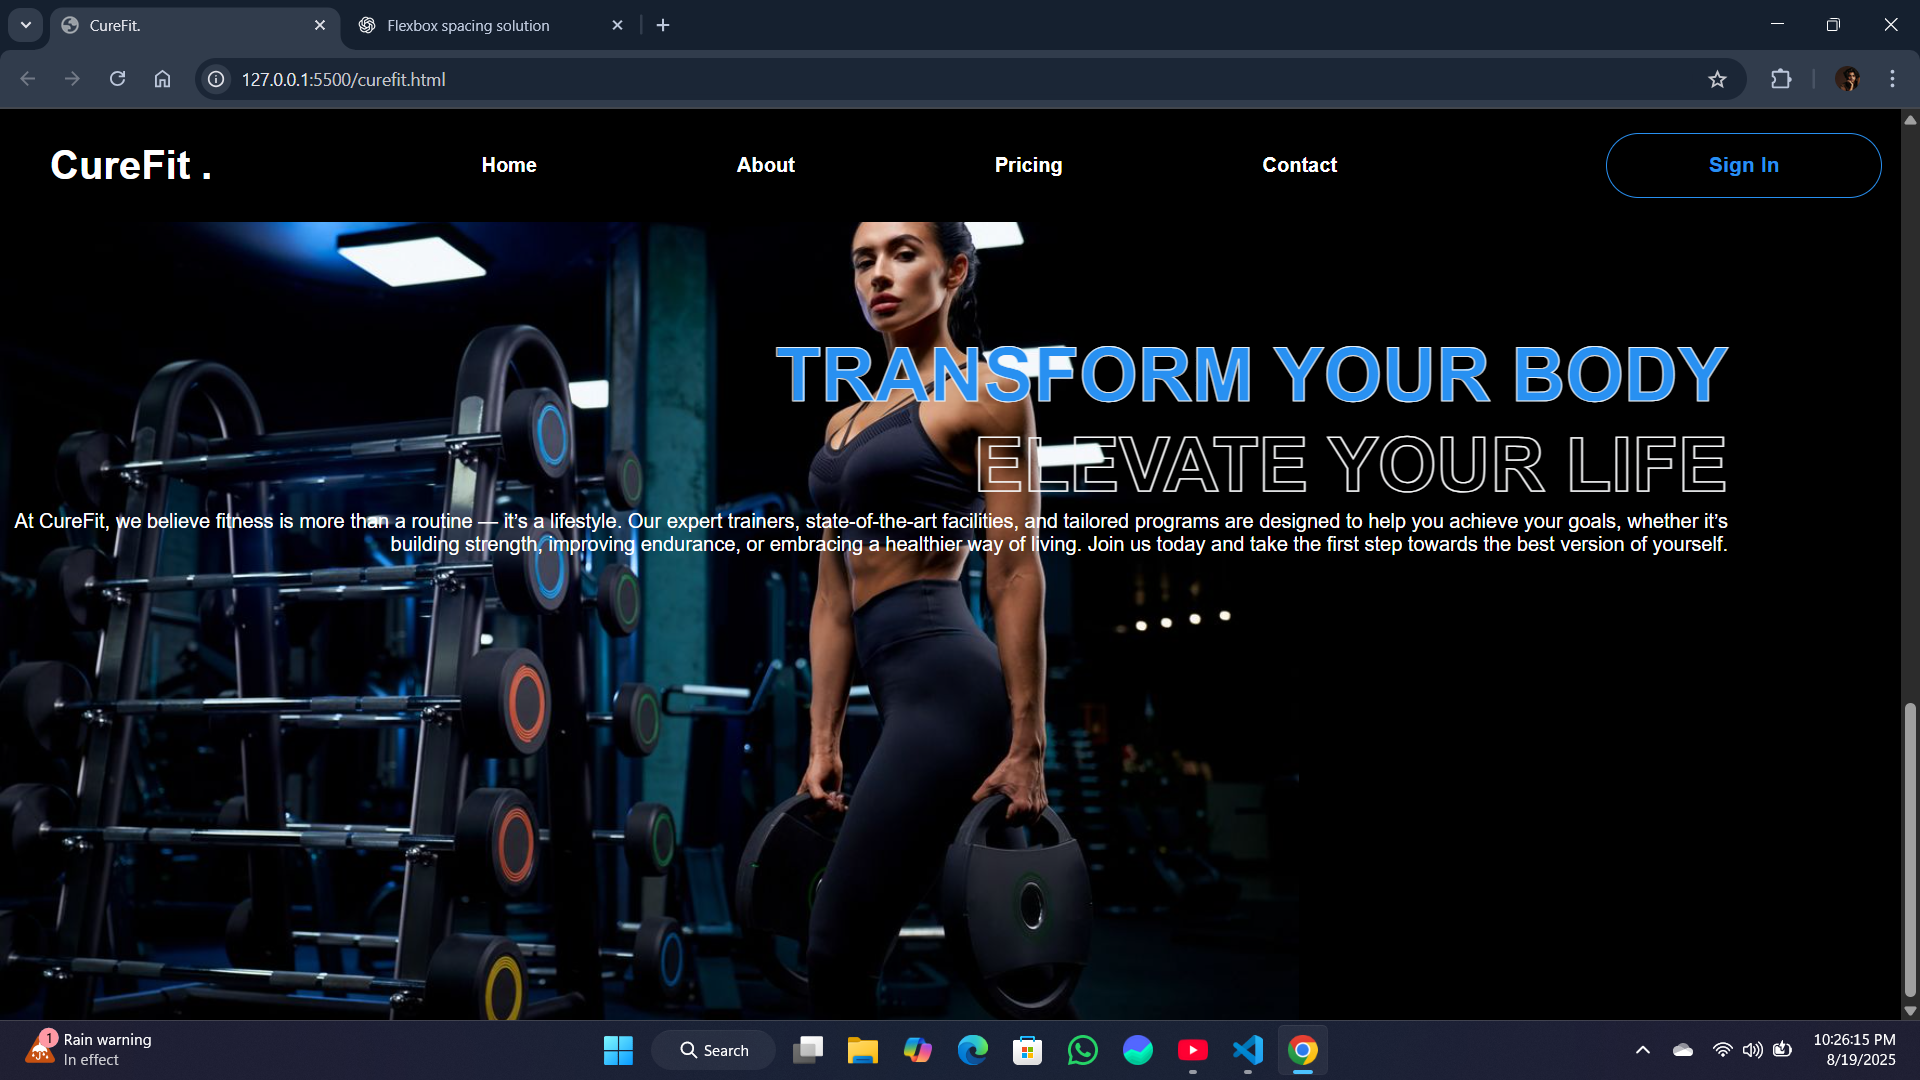 CureFit.
Flexbox spacing solution
127.0.0.1:5500/curefit.html
CureFit .
Home
About
Pricing
Contact
Sign In
TRANSFORM YOUR BODY
ELEVATE YOUR LIFE
At CureFit, we believe fitness is more than a routine — it’s a lifestyle. Our expert trainers, state-of-the-art facilities, and tailored programs are designed to help you achieve your goals, whether it’s
building strength, improving endurance, or embracing a healthier way of living. Join us today and take the first step towards the best version of yourself.
1
Rain warning
In effect
Search
10:26:15 PM
8/19/2025